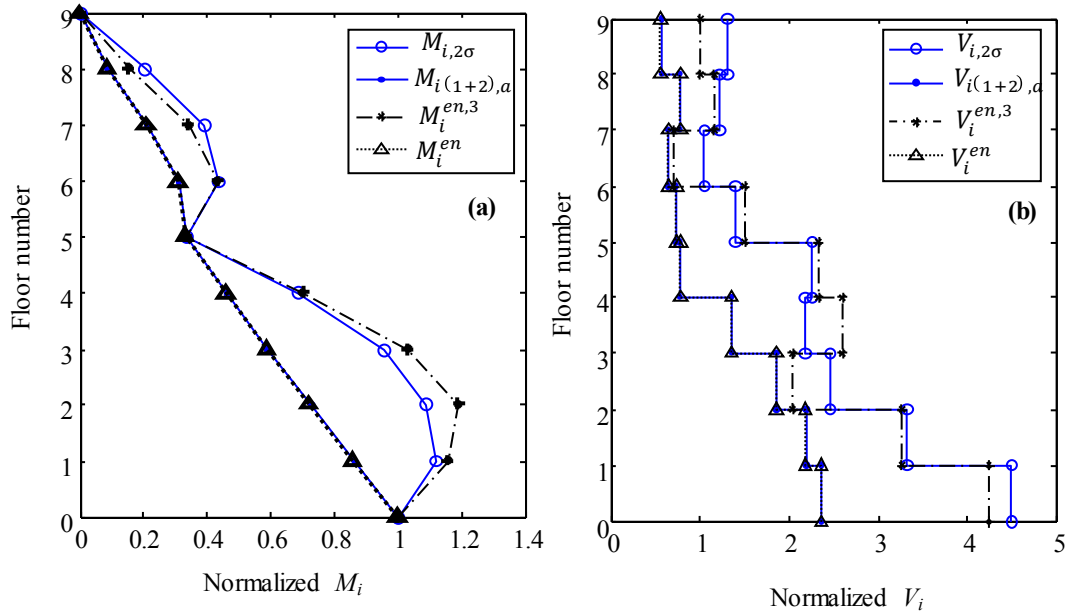 9
8
7
6
5
4
3
2
1
0
Floor number
0 0.2 0.4 0.6 0.8 1 1.2 1.4
Normalized M_i
M_{i,2σ}
M_{i(1+2),a}
M_i^{en,3}
M_i^{en}
(a)
9
8
7
6
5
4
3
2
1
0
Floor number
0 1 2 3 4 5
Normalized V_i
V_{i,2σ}
V_{i(1+2),a}
V_i^{en,3}
V_i^{en}
(b)